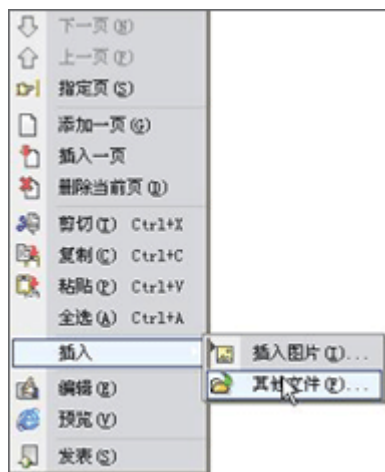 下一页(N)
上一页(P)
指定页(S)
添加一页(G)
插入一页
删除当前页(D)
剪切(T) Ctrl+X
复制(C) Ctrl+C
粘贴(P) Ctrl+V
全选(A) Ctrl+A
插入
插入图片(I)...
其他文件(F)...
编辑(E)
预览(V)
发表(S)